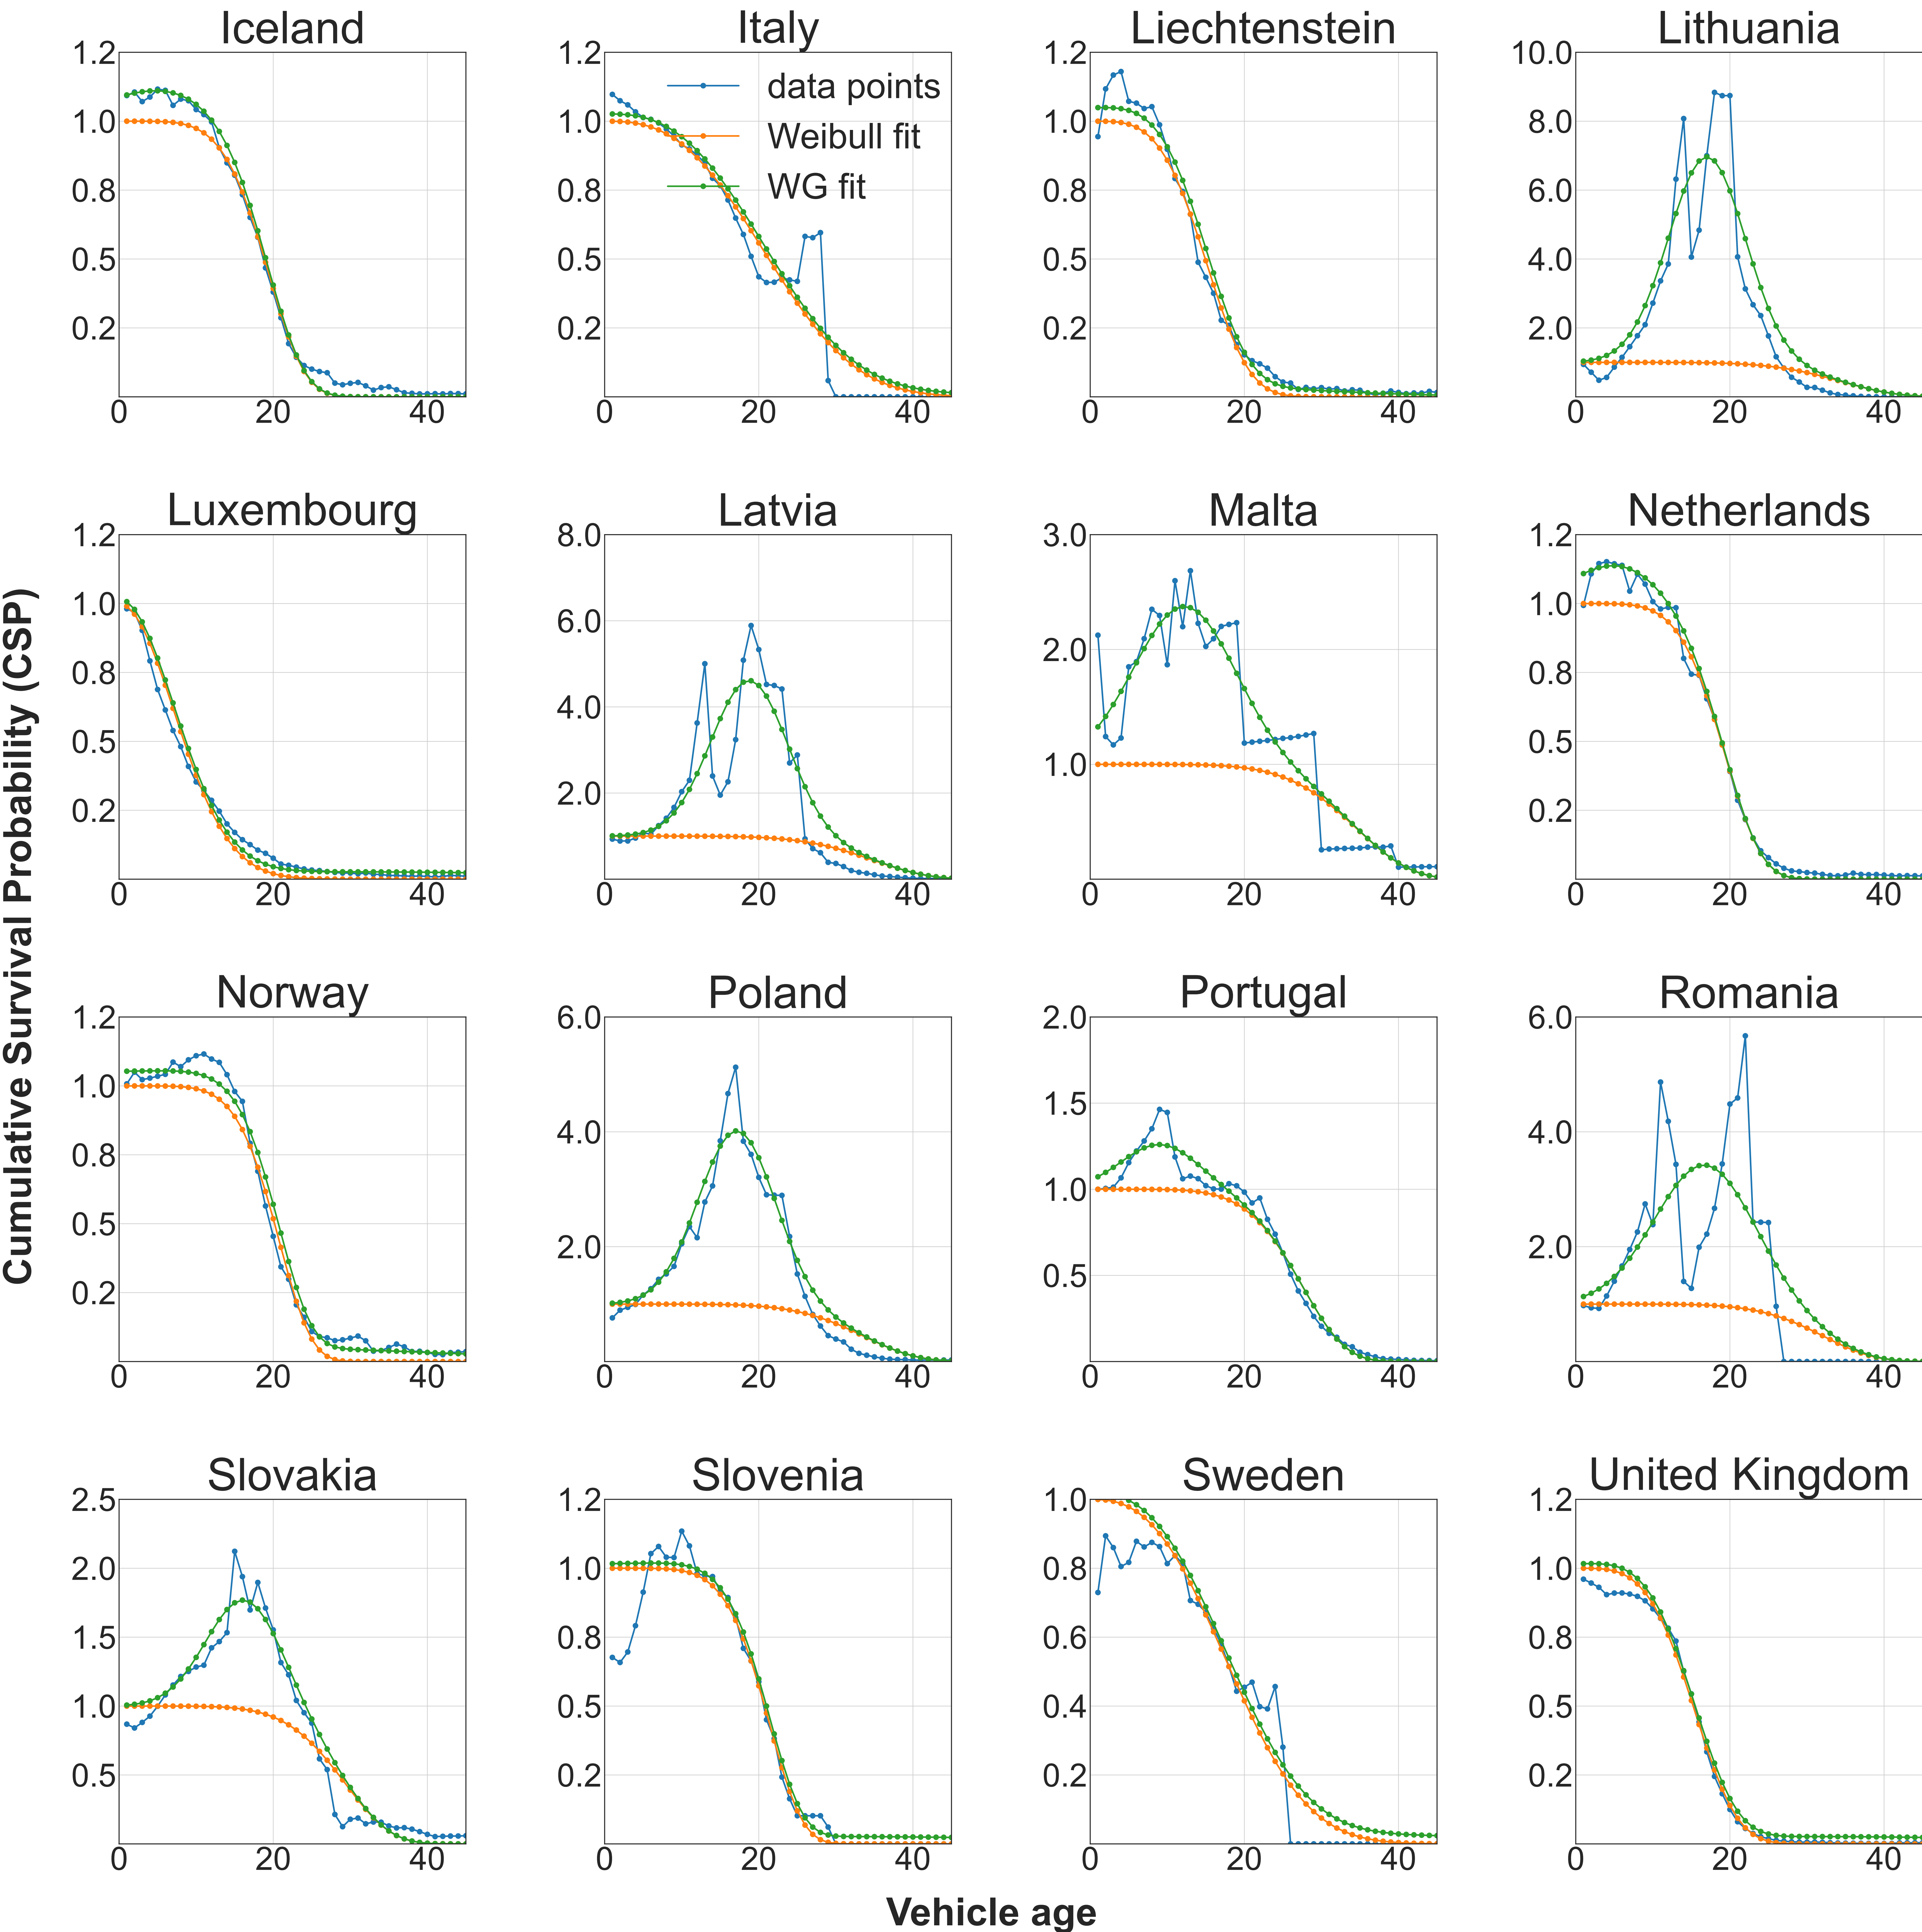 Iceland Italy Liechtenstein Lithuania
1.2 1.2 1.2 10.0
data points
1.0 1.0 1.0 8.0
Weibull fit
0.8 0.8 0.8 6.0
WG fit
0.5 0.5 0.5 4.0
0.2 0.2 0.2 2.0
0 20 40 0 20 40 0 20 40 0 20 40
Luxembourg Latvia Malta Netherlands
1.2 8.0 3.0 1.2
1.0 6.0 2.0 1.0
0.8 4.0 1.0 0.8
0.5 2.0 0.5
0.2 0.2
0 20 40 0 20 40 0 20 40 0 20 40
Cumulative Survival Probability (CSP)
Norway Poland Portugal Romania
1.2 6.0 2.0 6.0
1.0 4.0 1.5 4.0
0.8 2.0 1.0 2.0
0.5 0.5
0.2
0 20 40 0 20 40 0 20 40 0 20 40
Slovakia Slovenia Sweden United Kingdom
2.5 1.2 1.0 1.2
2.0 1.0 0.8 1.0
1.5 0.8 0.6 0.8
1.0 0.5 0.4 0.5
0.5 0.2 0.2 0.2
0 20 40 0 20 40 0 20 40 0 20 40
Vehicle age